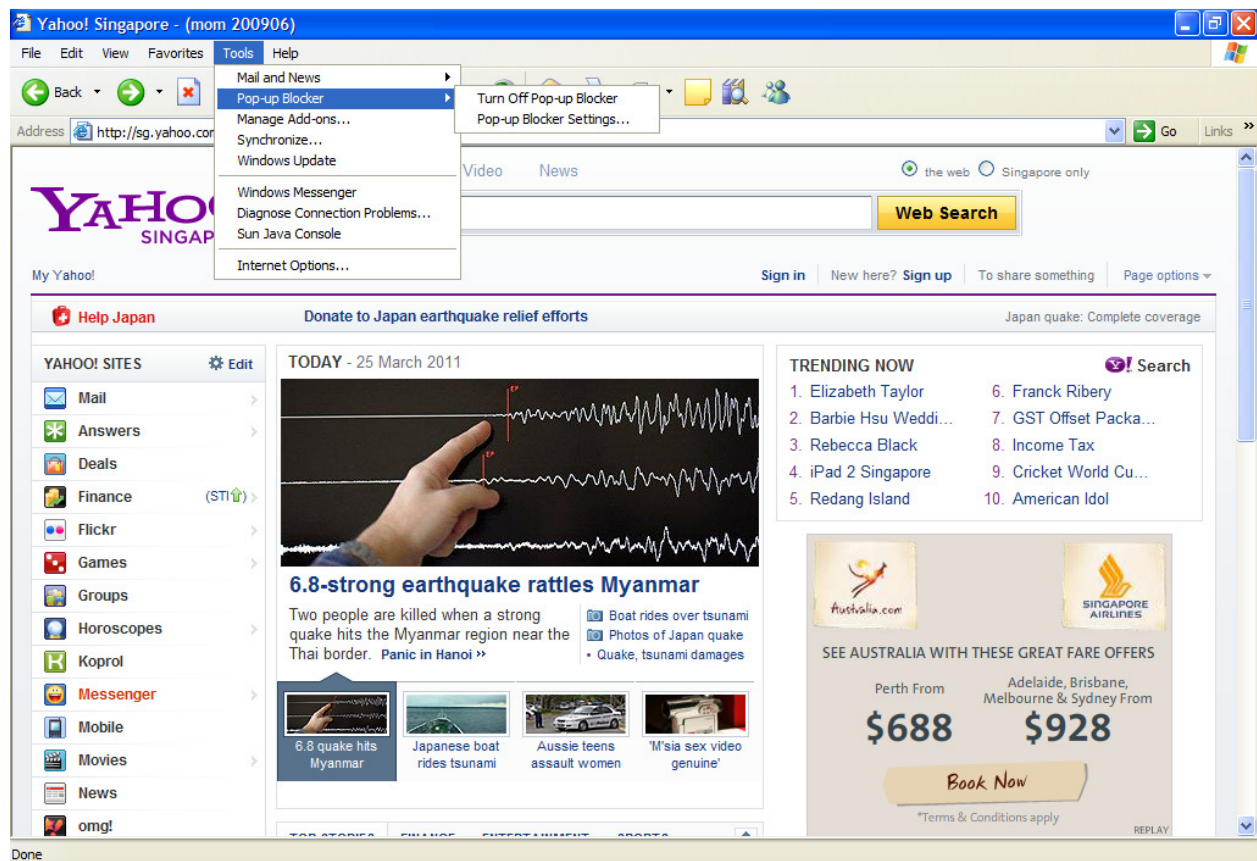 Yahoo! Singapore - (mom 200906)
File Edit View Favorites Tools Help
Back
Mail and News
Pop-up Blocker
Manage Add-ons...
Synchronize...
Windows Update
Windows Messenger
Diagnose Connection Problems...
Sun Java Console
Internet Options...
Turn Off Pop-up Blocker
Pop-up Blocker Settings...
Address http://sg.yahoo.com Go Links »
Video News
the web Singapore only
YAHO
SINGAP
Web Search
My Yahoo! Sign in New here? Sign up To share something Page options
Help Japan Donate to Japan earthquake relief efforts Japan quake: Complete coverage
YAHOO! SITES Edit
Mail
Answers
Deals
Finance (STI)
Flickr
Games
Groups
Horoscopes
Koprol
Messenger
Mobile
Movies
News
omg!
TODAY - 25 March 2011
6.8-strong earthquake rattles Myanmar
Two people are killed when a strong
quake hits the Myanmar region near the
Thai border. Panic in Hanoi »
Boat rides over tsunami
Photos of Japan quake
• Quake, tsunami damages
6.8 quake hits
Myanmar
Japanese boat
rides tsunami
Aussie teens
assault women
'M'sia sex video
genuine'
TOP STORIES FINANCE ENTERTAINMENT SPORTS
TRENDING NOW Y! Search
1. Elizabeth Taylor
2. Barbie Hsu Weddi...
3. Rebecca Black
4. iPad 2 Singapore
5. Redang Island
6. Franck Ribery
7. GST Offset Packa...
8. Income Tax
9. Cricket World Cu...
10. American Idol
Australia.com
SINGAPORE
AIRLINES
SEE AUSTRALIA WITH THESE GREAT FARE OFFERS
Perth From
$688
Adelaide, Brisbane,
Melbourne & Sydney From
$928
Book Now
*Terms & Conditions apply
REPLAY
Done